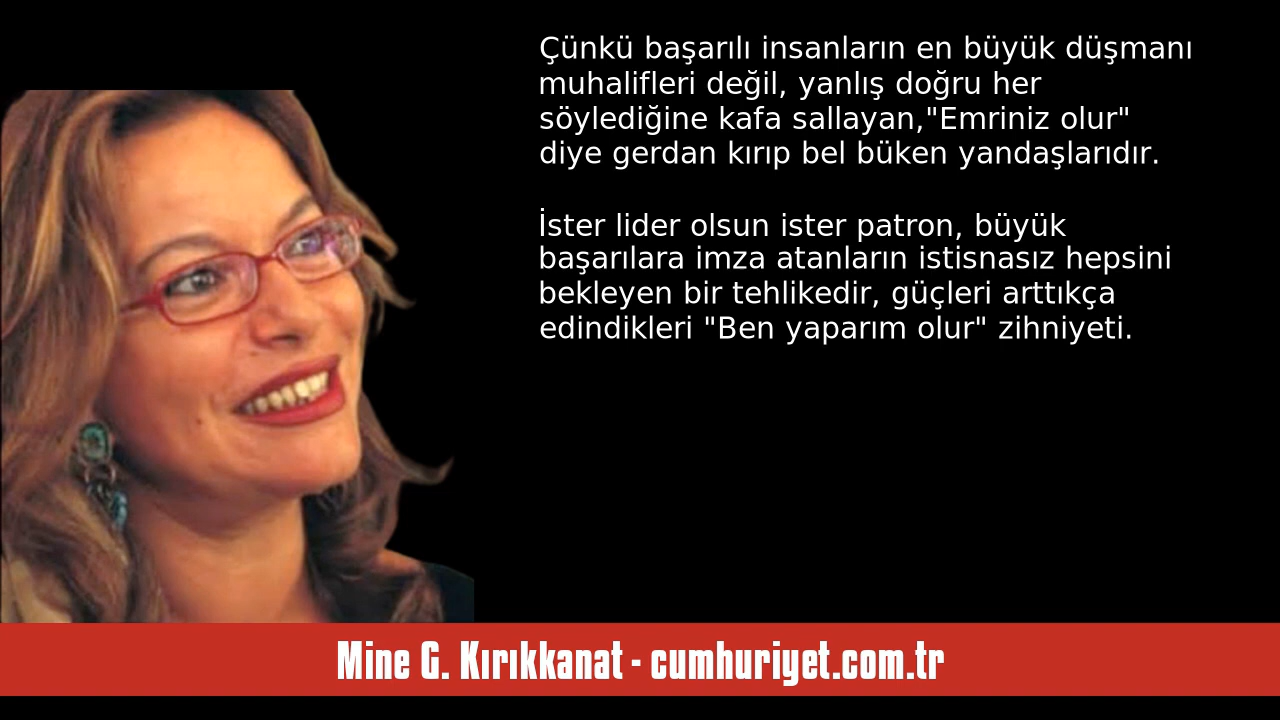 Çünkü başarılı insanların en büyük düşmanı
muhalifleri değil, yanlış doğru her
söylediğine kafa sallayan,"Emriniz olur"
diye gerdan kırıp bel büken yandaşlarıdır.
İster lider olsun ister patron, büyük
başarılara imza atanların istisnasız hepsini
bekleyen bir tehlikedir, güçleri arttıkça
edindikleri "Ben yaparım olur" zihniyeti.
Mine G. Kırıkkanat - cumhuriyet.com.tr